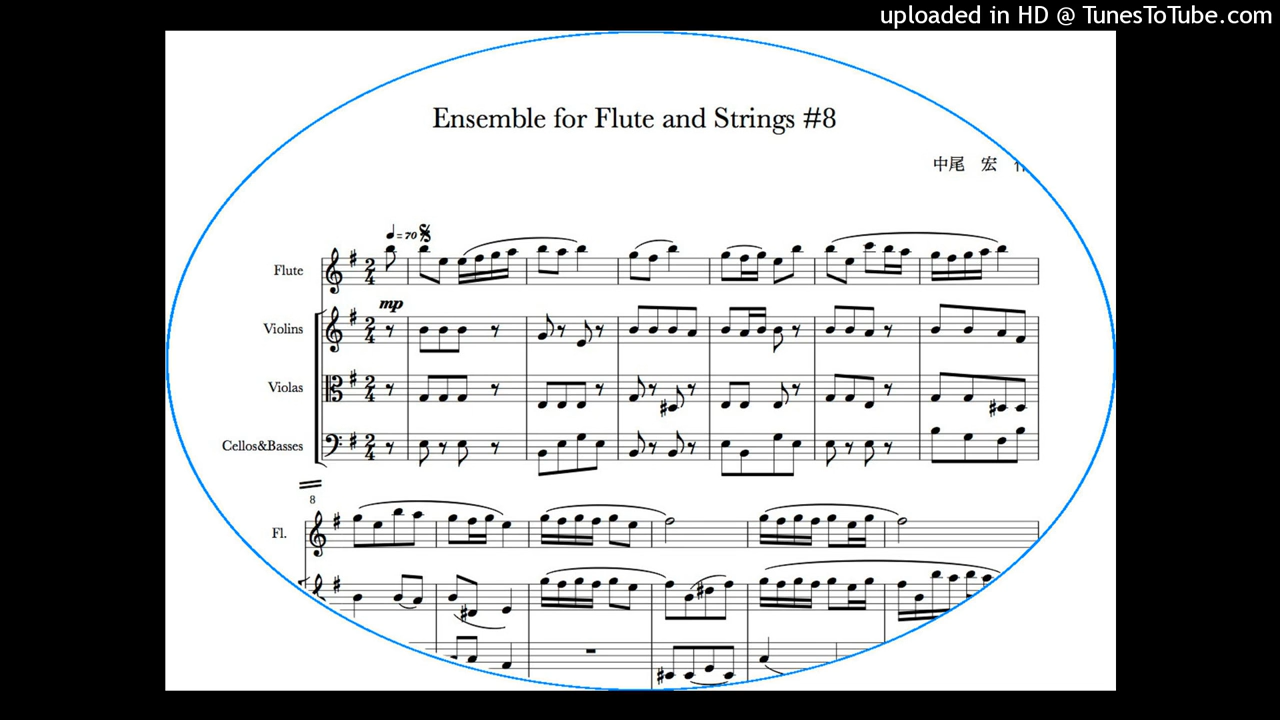 uploaded in HD @ TunesToTube.com
Ensemble for Flute and Strings #8
中尾 宏
= 70
Flute
mp
Violins
Violas
Cellos&Basses
8
Fl.